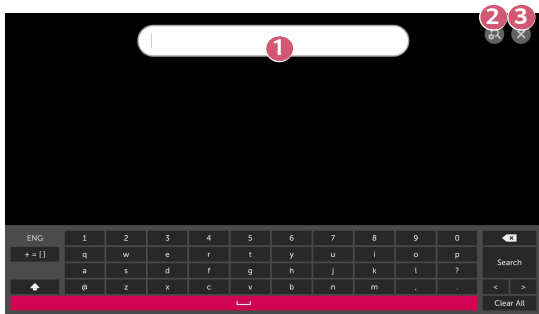 2 3
1
ENG 1 2 3 4 5 6 7 8 9 0
+ = [ ] q w e r t y u i o p
a s d f g h j k l ? Search
@ z x c v b n m , . < >
Clear All